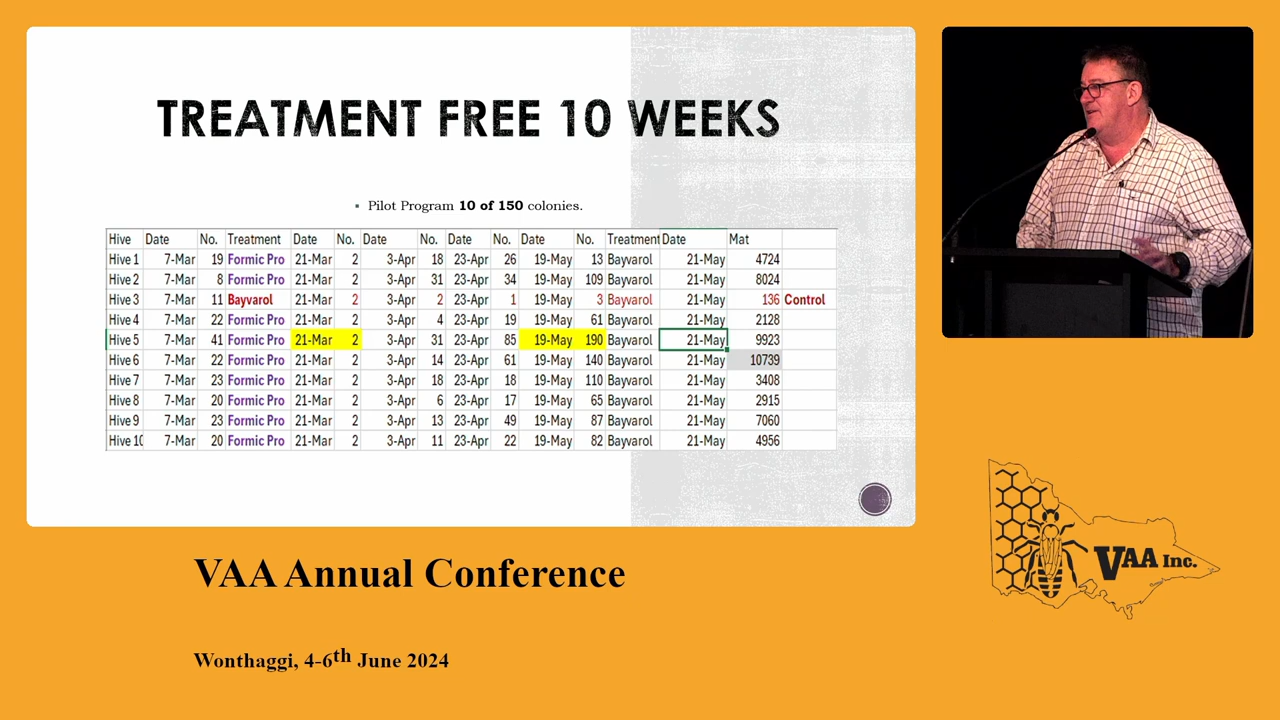 TREATMENT FREE 10 WEEKS
▪ Pilot Program 10 of 150 colonies.
Hive Date No. Treatment Date No. Date No. Date No. Date No. Treatment Date Mat
Hive 1 7-Mar 19 Formic Pro 21-Mar 2 3-Apr 18 23-Apr 26 19-May 13 Bayvarol 21-May 4724
Hive 2 7-Mar 8 Formic Pro 21-Mar 2 3-Apr 31 23-Apr 34 19-May 109 Bayvarol 21-May 8024
Hive 3 7-Mar 11 Bayvarol 21-Mar 2 3-Apr 2 23-Apr 1 19-May 3 Bayvarol 21-May 136 Control
Hive 4 7-Mar 22 Formic Pro 21-Mar 2 3-Apr 4 23-Apr 19 19-May 61 Bayvarol 21-May 2128
Hive 5 7-Mar 41 Formic Pro 21-Mar 2 3-Apr 31 23-Apr 85 19-May 190 Bayvarol 21-May 9923
Hive 6 7-Mar 22 Formic Pro 21-Mar 2 3-Apr 14 23-Apr 61 19-May 140 Bayvarol 21-May 10739
Hive 7 7-Mar 23 Formic Pro 21-Mar 2 3-Apr 18 23-Apr 18 19-May 110 Bayvarol 21-May 3408
Hive 8 7-Mar 20 Formic Pro 21-Mar 2 3-Apr 6 23-Apr 17 19-May 65 Bayvarol 21-May 2915
Hive 9 7-Mar 23 Formic Pro 21-Mar 2 3-Apr 13 23-Apr 49 19-May 87 Bayvarol 21-May 7060
Hive 10 7-Mar 20 Formic Pro 21-Mar 2 3-Apr 11 23-Apr 22 19-May 82 Bayvarol 21-May 4956
VAA Inc.
VAA Annual Conference
Wonthaggi, 4-6th June 2024